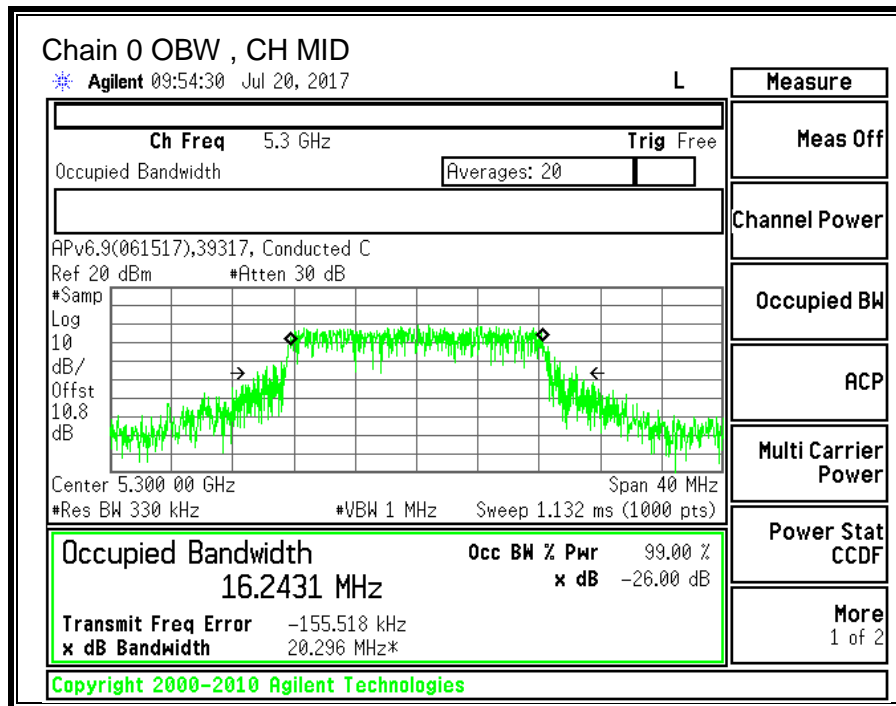 Chain 0 OBW , CH MID
Agilent 09:54:30 Jul 20, 2017 L
Measure
Ch Freq 5.3 GHz Trig Free
Occupied Bandwidth Averages: 20
APv6.9(061517),39317, Conducted C
Ref 20 dBm #Atten 30 dB
#Samp
Log
10
dB/
Offst
10.8
dB
Center 5.300 00 GHz Span 40 MHz
#Res BW 330 kHz #VBW 1 MHz Sweep 1.132 ms (1000 pts)
Occupied Bandwidth Occ BW % Pwr 99.00 %
16.2431 MHz x dB -26.00 dB
Transmit Freq Error -155.518 kHz
x dB Bandwidth 20.296 MHz*
Copyright 2000-2010 Agilent Technologies
Meas Off
Channel Power
Occupied BW
ACP
Multi Carrier
Power
Power Stat
CCDF
More
1 of 2